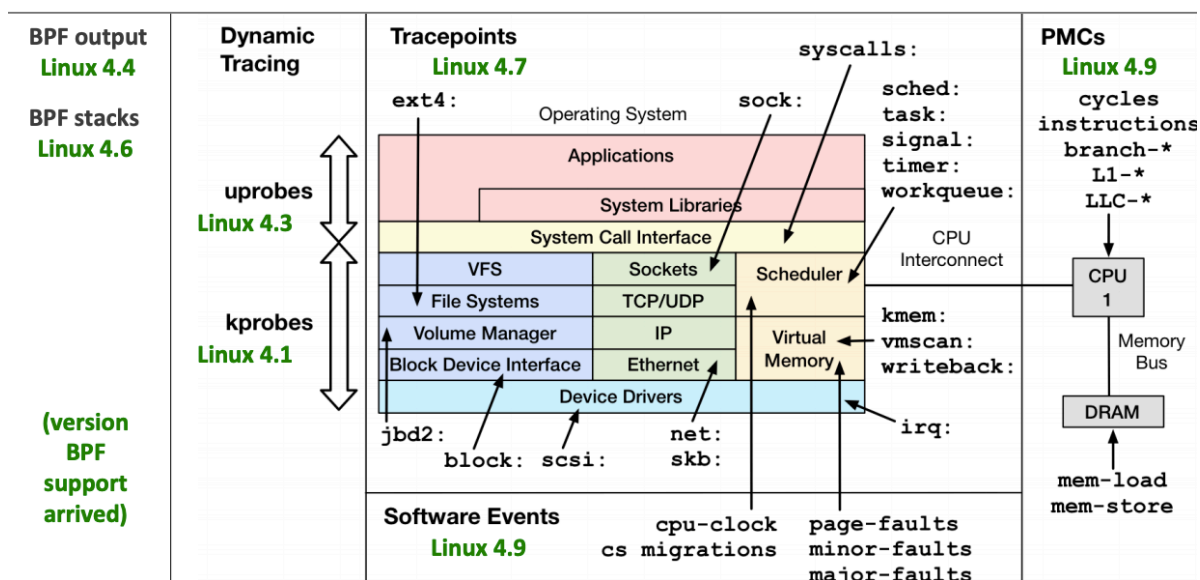 BPF output
Linux 4.4
BPF stacks
Linux 4.6
(version
BPF
support
arrived)
Dynamic
Tracing
uprobes
Linux 4.3
kprobes
Linux 4.1
Tracepoints
Linux 4.7
syscalls:
ext4:
sock:
Operating System
sched:
task:
signal:
timer:
workqueue:
Applications
System Libraries
System Call Interface
VFS
Sockets
Scheduler
File Systems
TCP/UDP
Volume Manager
IP
Virtual
Memory
Block Device Interface
Ethernet
Device Drivers
CPU
Interconnect
kmem:
vmscan:
writeback:
irq:
jbd2:
block:
scsi:
net:
skb:
Software Events
Linux 4.9
cpu-clock
cs migrations
page-faults
minor-faults
major-faults
PMCs
Linux 4.9
cycles
instructions
branch-*
L1-*
LLC-*
CPU
1
Memory
Bus
DRAM
mem-load
mem-store